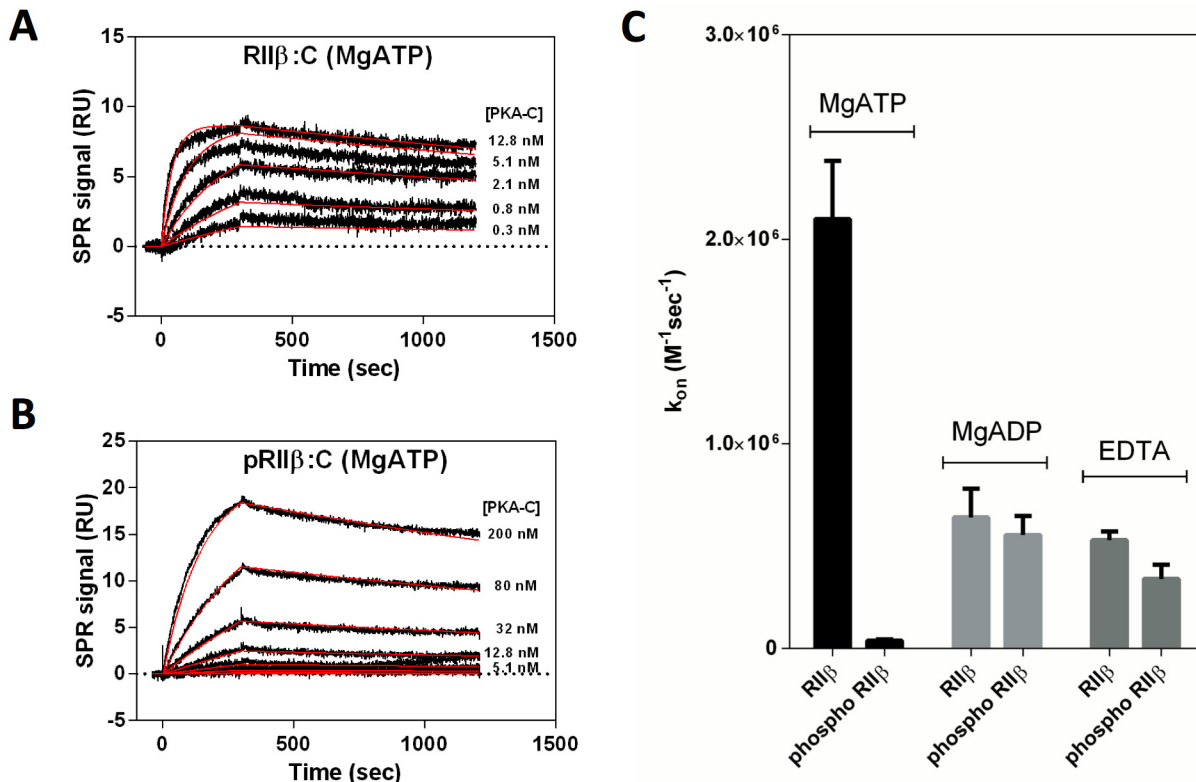 A
RIIβ:C (MgATP)
SPR signal (RU)
15
10
5
0
-5
[PKA-C]
12.8 nM
5.1 nM
2.1 nM
0.8 nM
0.3 nM
0 500 1000 1500
Time (sec)
B
pRIIβ:C (MgATP)
SPR signal (RU)
25
20
15
10
5
0
-5
[PKA-C]
200 nM
80 nM
32 nM
12.8 nM
5.1 nM
0 500 1000 1500
Time (sec)
C
kon (M-1sec-1)
3.0×10⁶
2.0×10⁶
1.0×10⁶
0
MgATP
MgADP
EDTA
RIIβ
phospho RIIβ
RIIβ
phospho RIIβ
RIIβ
phospho RIIβ